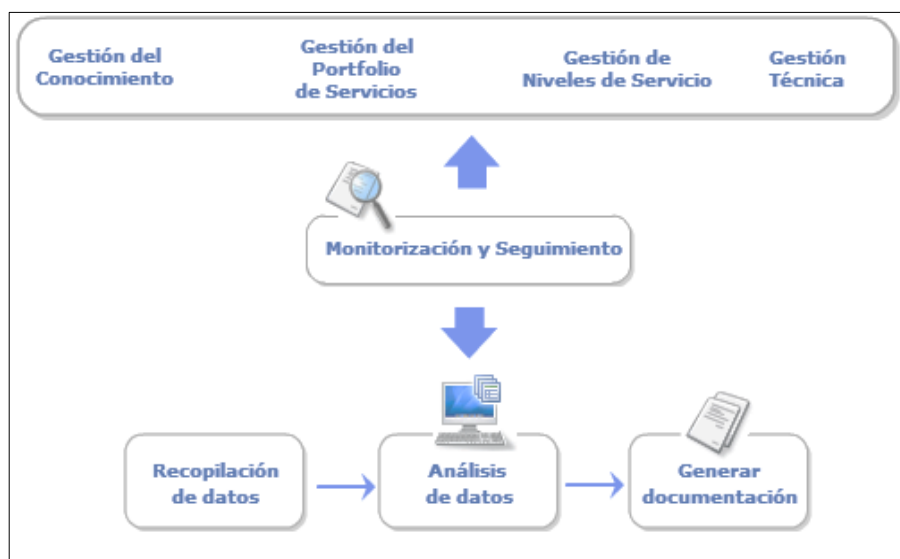 Gestión del
Conocimiento
Gestión del
Portfolio
de Servicios
Gestión de
Niveles de Servicio
Gestión
Técnica
Monitorización y Seguimiento
Recopilación
de datos
Análisis
de datos
Generar
documentación